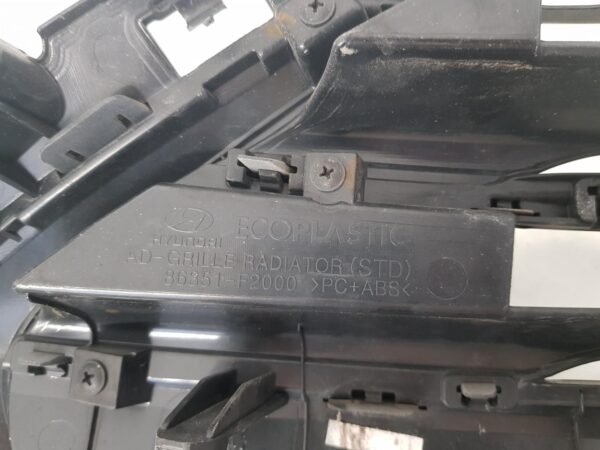 HYUNDAI ECOPLASTIC
AD-GRILLE RADIATOR (STD)
86351-F2000 >PC+ABS<